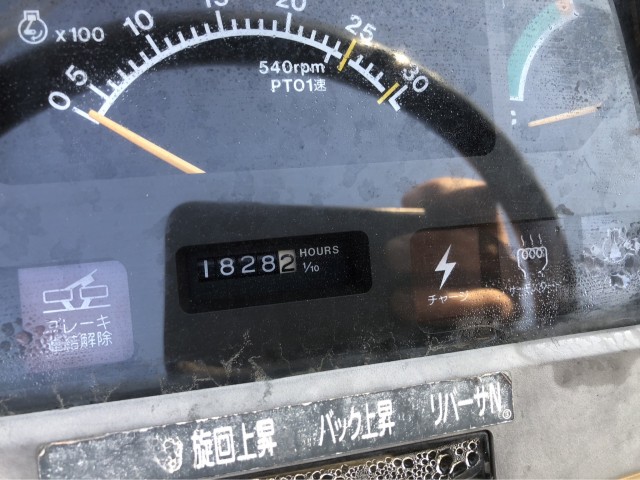 x100
0 5 10 15 20 25 30
540rpm
PTO1速
18282
HOURS
1/10
ブレーキ
連結解除
チャージ
旋回上昇 バック上昇 リバーサN